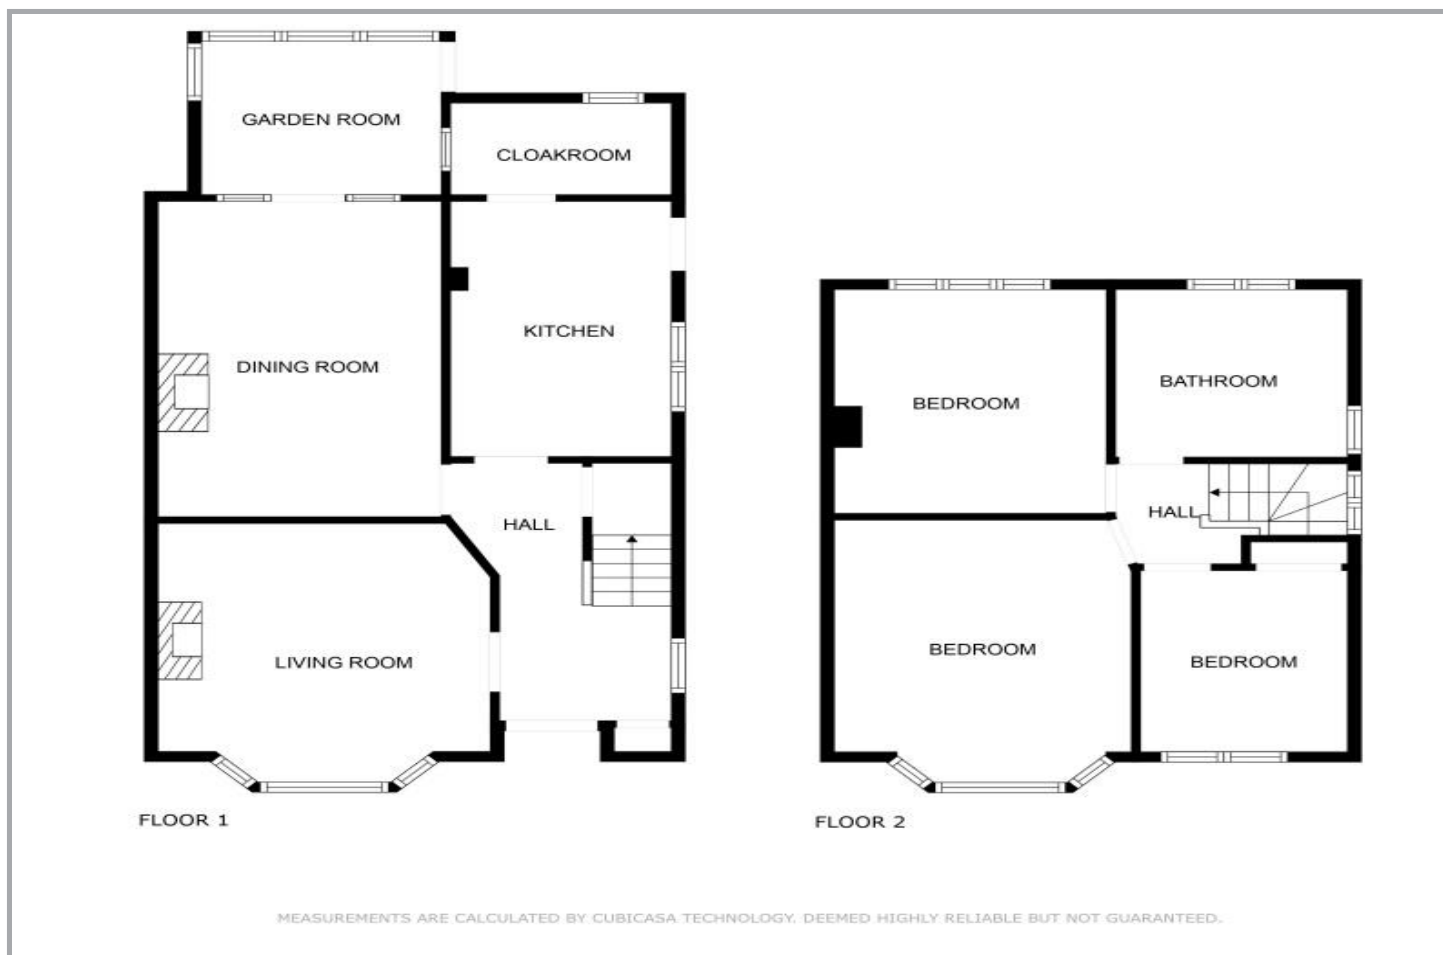 GARDEN ROOM
CLOAKROOM
KITCHEN
DINING ROOM
HALL
LIVING ROOM
FLOOR 1
BEDROOM
BATHROOM
HALL
BEDROOM
BEDROOM
FLOOR 2
MEASUREMENTS ARE CALCULATED BY CUBICASA TECHNOLOGY. DEEMED HIGHLY RELIABLE BUT NOT GUARANTEED.